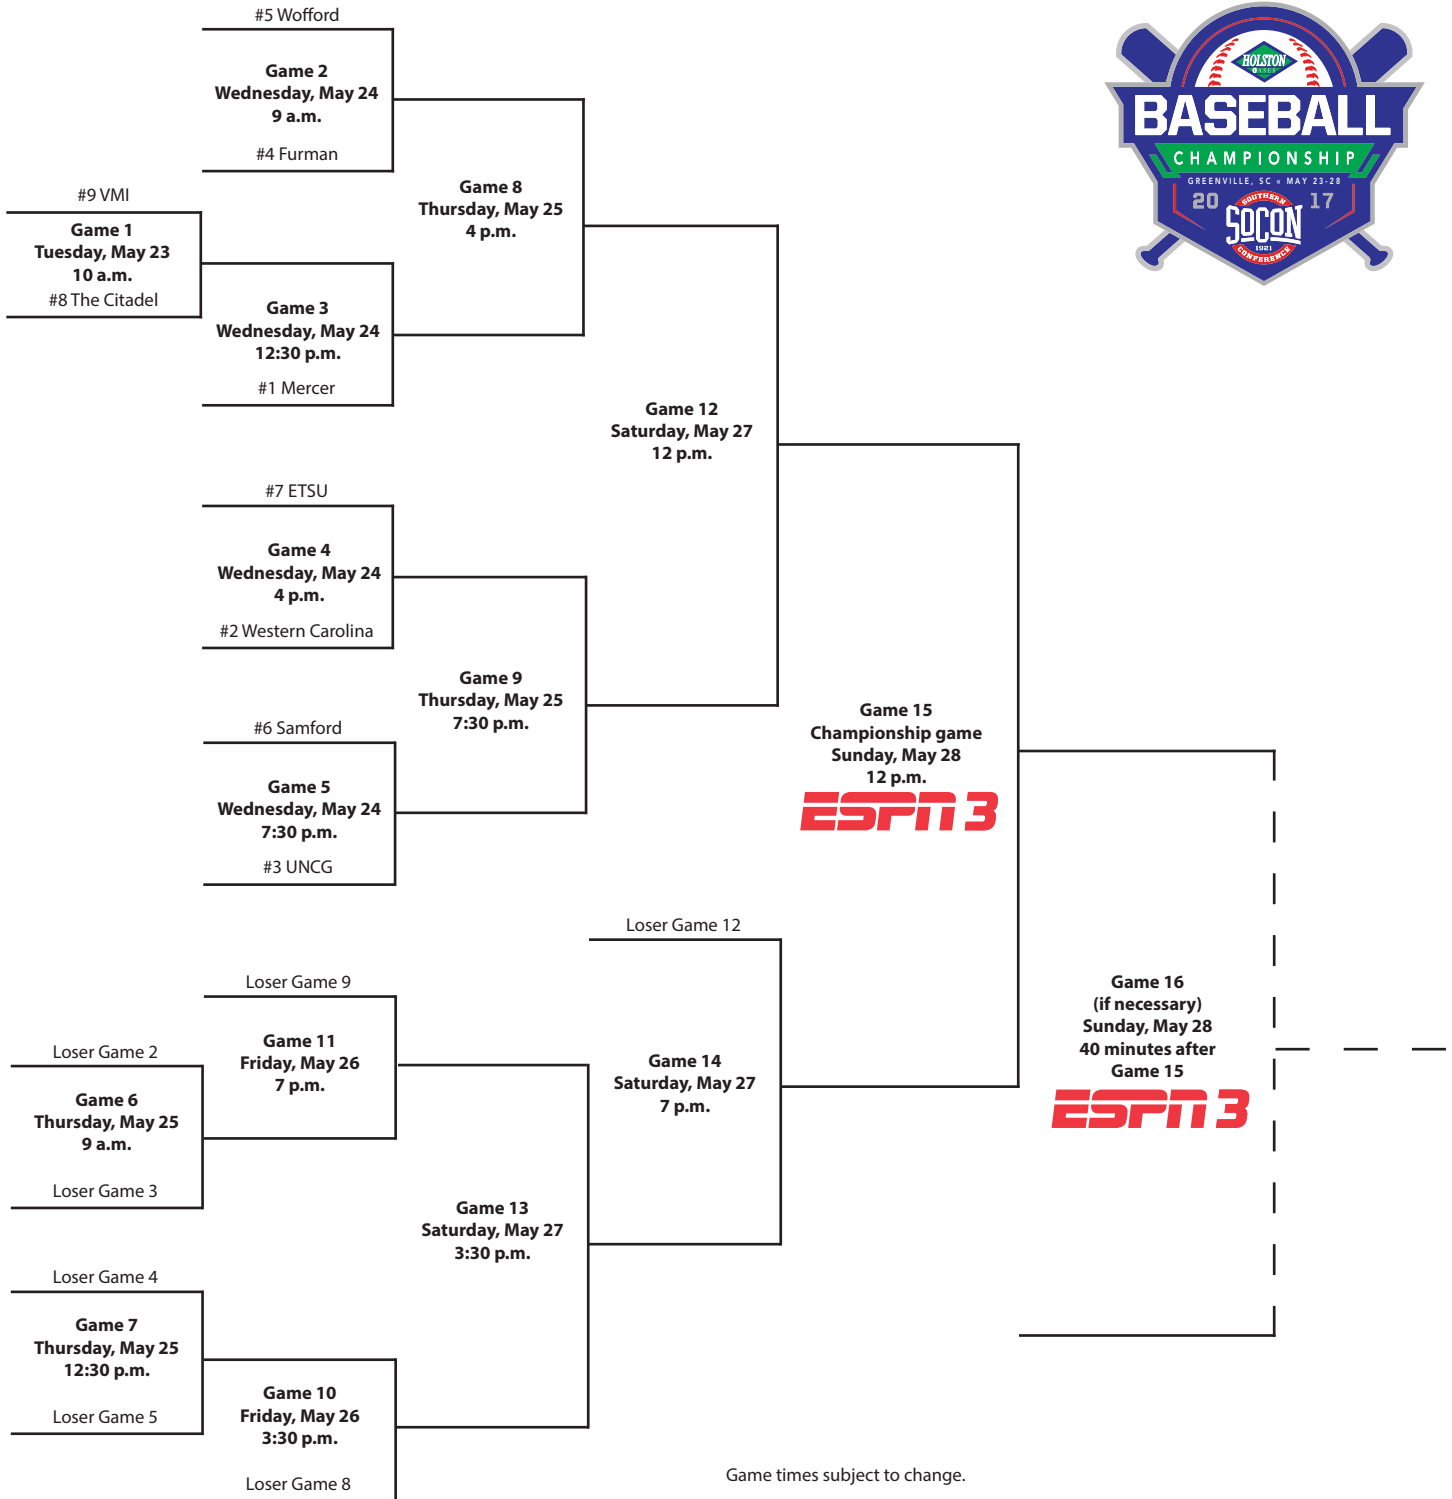 #5 Wofford
Game 2
Wednesday, May 24
9 a.m.
#4 Furman
HOLSTON
GASES
BASEBALL
CHAMPIONSHIP
GREENVILLE, SC • MAY 23-28
20 17
SOUTHERN
SOCON
1921
CONFERENCE
#9 VMI
Game 1
Tuesday, May 23
10 a.m.
#8 The Citadel
Game 8
Thursday, May 25
4 p.m.
Game 3
Wednesday, May 24
12:30 p.m.
#1 Mercer
Game 12
Saturday, May 27
12 p.m.
#7 ETSU
Game 4
Wednesday, May 24
4 p.m.
#2 Western Carolina
Game 9
Thursday, May 25
7:30 p.m.
#6 Samford
Game 5
Wednesday, May 24
7:30 p.m.
#3 UNCG
Game 15
Championship game
Sunday, May 28
12 p.m.
ESPN 3
Loser Game 12
Loser Game 9
Game 11
Friday, May 26
7 p.m.
Loser Game 2
Game 6
Thursday, May 25
9 a.m.
Loser Game 3
Game 14
Saturday, May 27
7 p.m.
Game 16
(if necessary)
Sunday, May 28
40 minutes after
Game 15
ESPN 3
Game 13
Saturday, May 27
3:30 p.m.
Loser Game 4
Game 7
Thursday, May 25
12:30 p.m.
Loser Game 5
Game 10
Friday, May 26
3:30 p.m.
Loser Game 8
Game times subject to change.